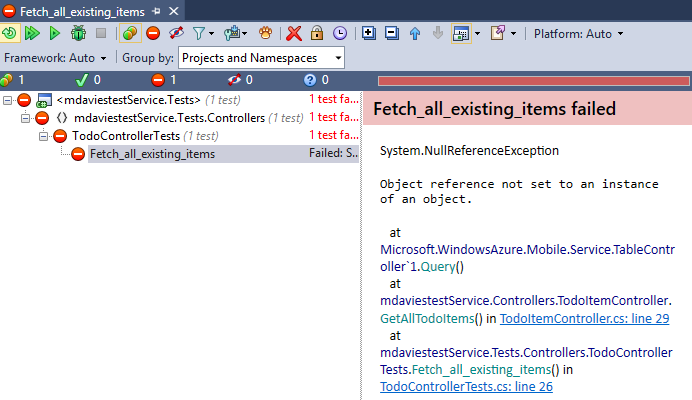 Fetch_all_existing_items
Platform: Auto
Framework: Auto Group by: Projects and Namespaces
1 0 1 0 0
<mdaviestestService.Tests> (1 test) 1 test fa...
{} mdaviestestService.Tests.Controllers (1 test) 1 test fa...
TodoControllerTests (1 test) 1 test fa...
Fetch_all_existing_items Failed: S...
Fetch_all_existing_items failed
System.NullReferenceException
Object reference not set to an instance
of an object.
at
Microsoft.WindowsAzure.Mobile.Service.TableContr
oller`1.Query()
at
mdaviestestService.Controllers.TodoItemController.
GetAllTodoItems() in TodoItemController.cs: line 29
at
mdaviestestService.Tests.Controllers.TodoController
Tests.Fetch_all_existing_items() in
TodoControllerTests.cs: line 26